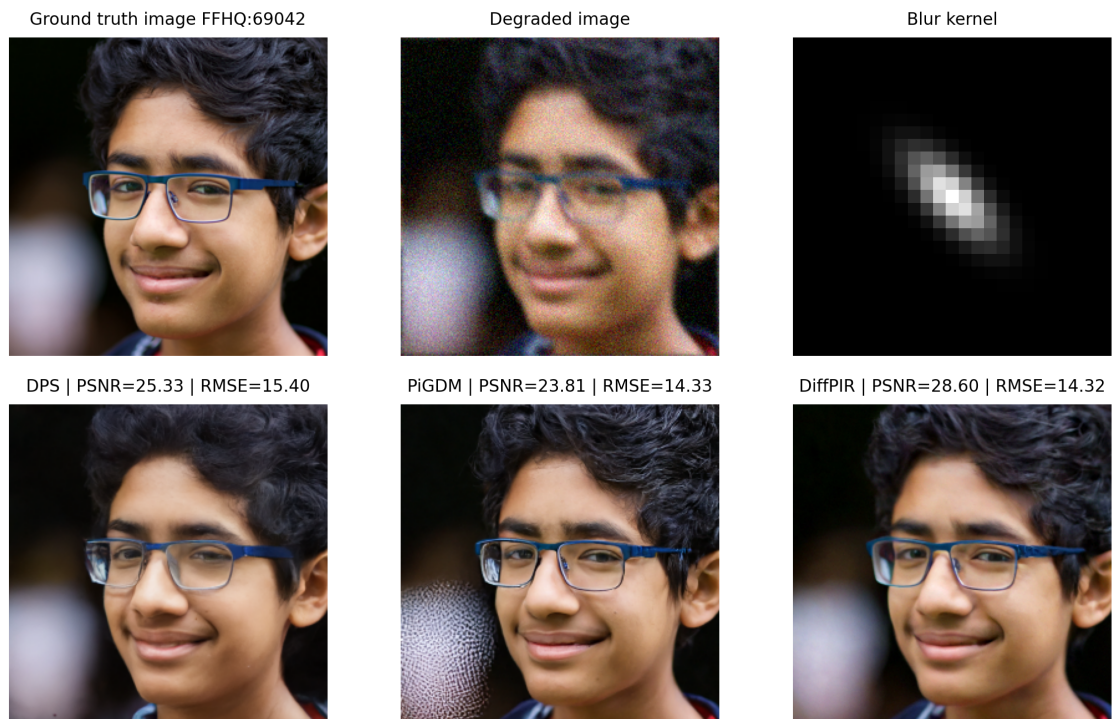 Ground truth image FFHQ:69042
Degraded image
Blur kernel
DPS | PSNR=25.33 | RMSE=15.40
PiGDM | PSNR=23.81 | RMSE=14.33
DiffPIR | PSNR=28.60 | RMSE=14.32